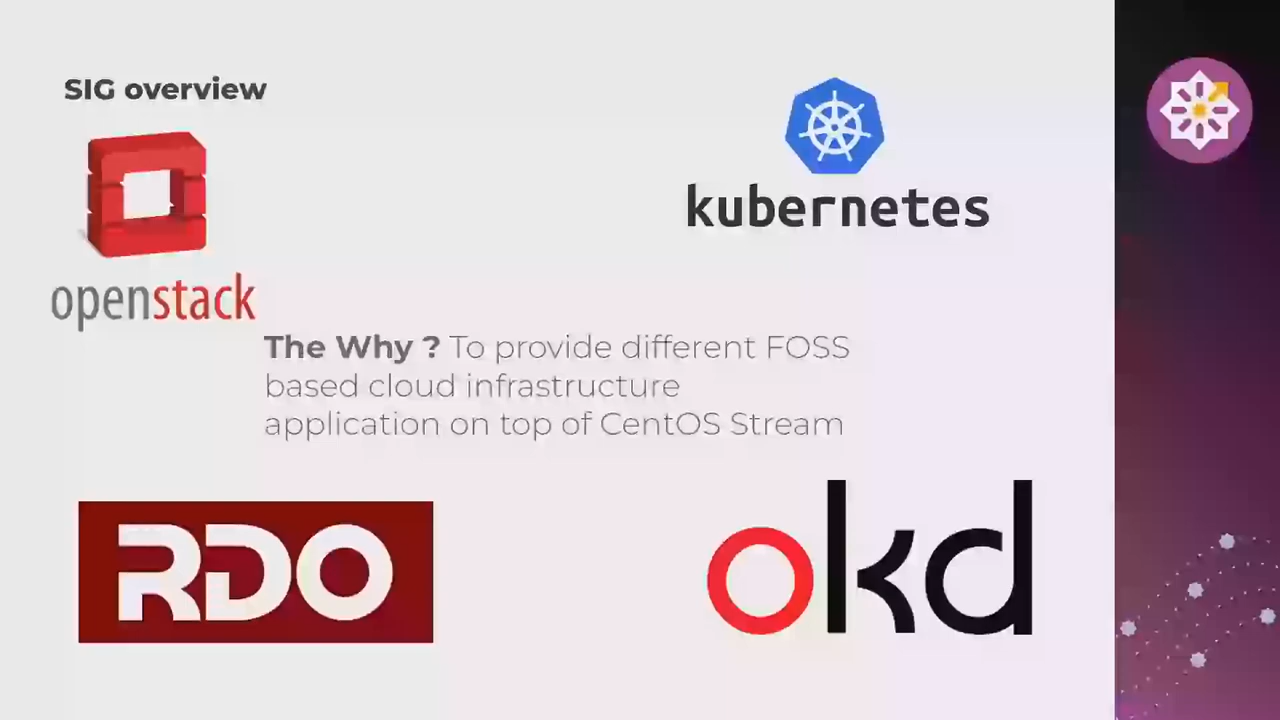 SIG overview
kubernetes
openstack
The Why ? To provide different FOSS
based cloud infrastructure
application on top of CentOS Stream
RDO
okd